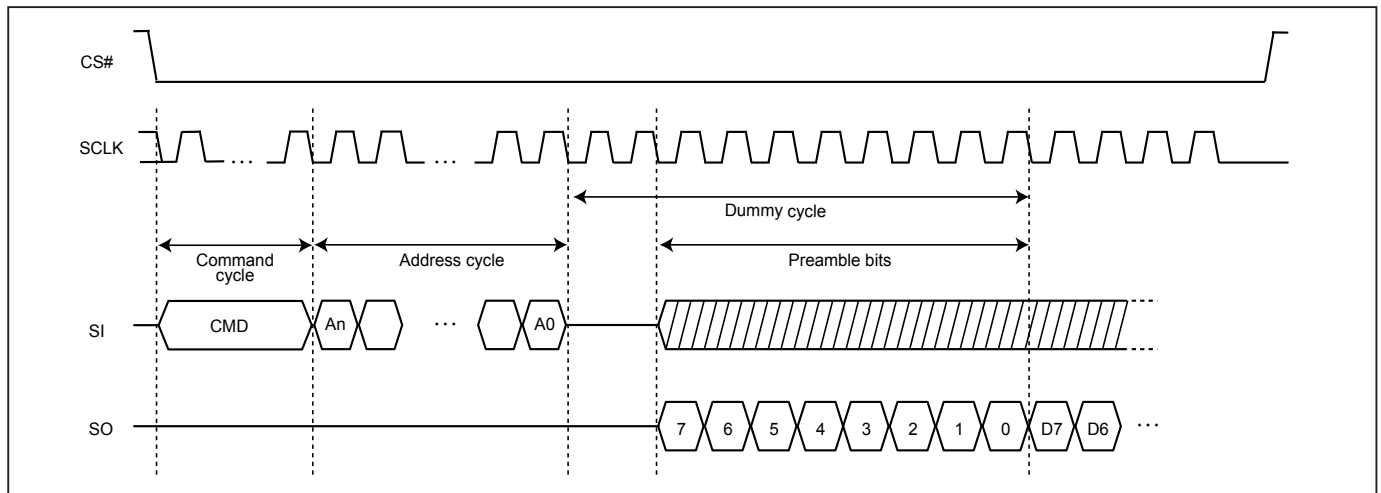 CS#
SCLK
...
...
Dummy cycle
Command
cycle
Address cycle
Preamble bits
SI
CMD
An
...
A0
SO
7 6 5 4 3 2 1 0 D7 D6 ...